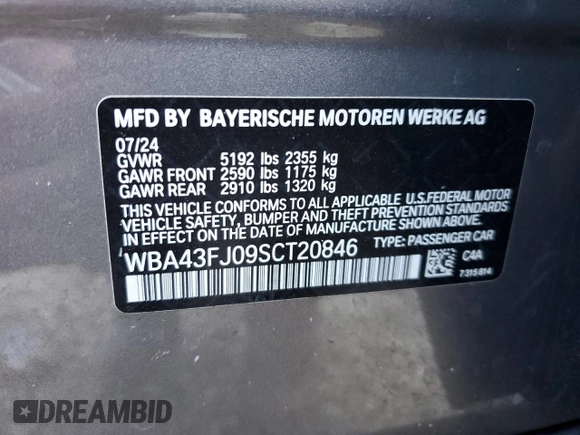 MFD BY BAYERISCHE MOTOREN WERKE AG
07/24
GVWR 5192 lbs 2355 kg
GAWR FRONT 2590 lbs 1175 kg
GAWR REAR 2910 lbs 1320 kg
THIS VEHICLE CONFORMS TO ALL APPLICABLE U.S.FEDERAL MOTOR
VEHICLE SAFETY, BUMPER AND THEFT PREVENTION STANDARDS
IN EFFECT ON THE DATE OF MANUFACTURE SHOWN ABOVE.
WBA43FJ09SCT20846 TYPE: PASSENGER CAR
C4A
7315814
DREAMBID